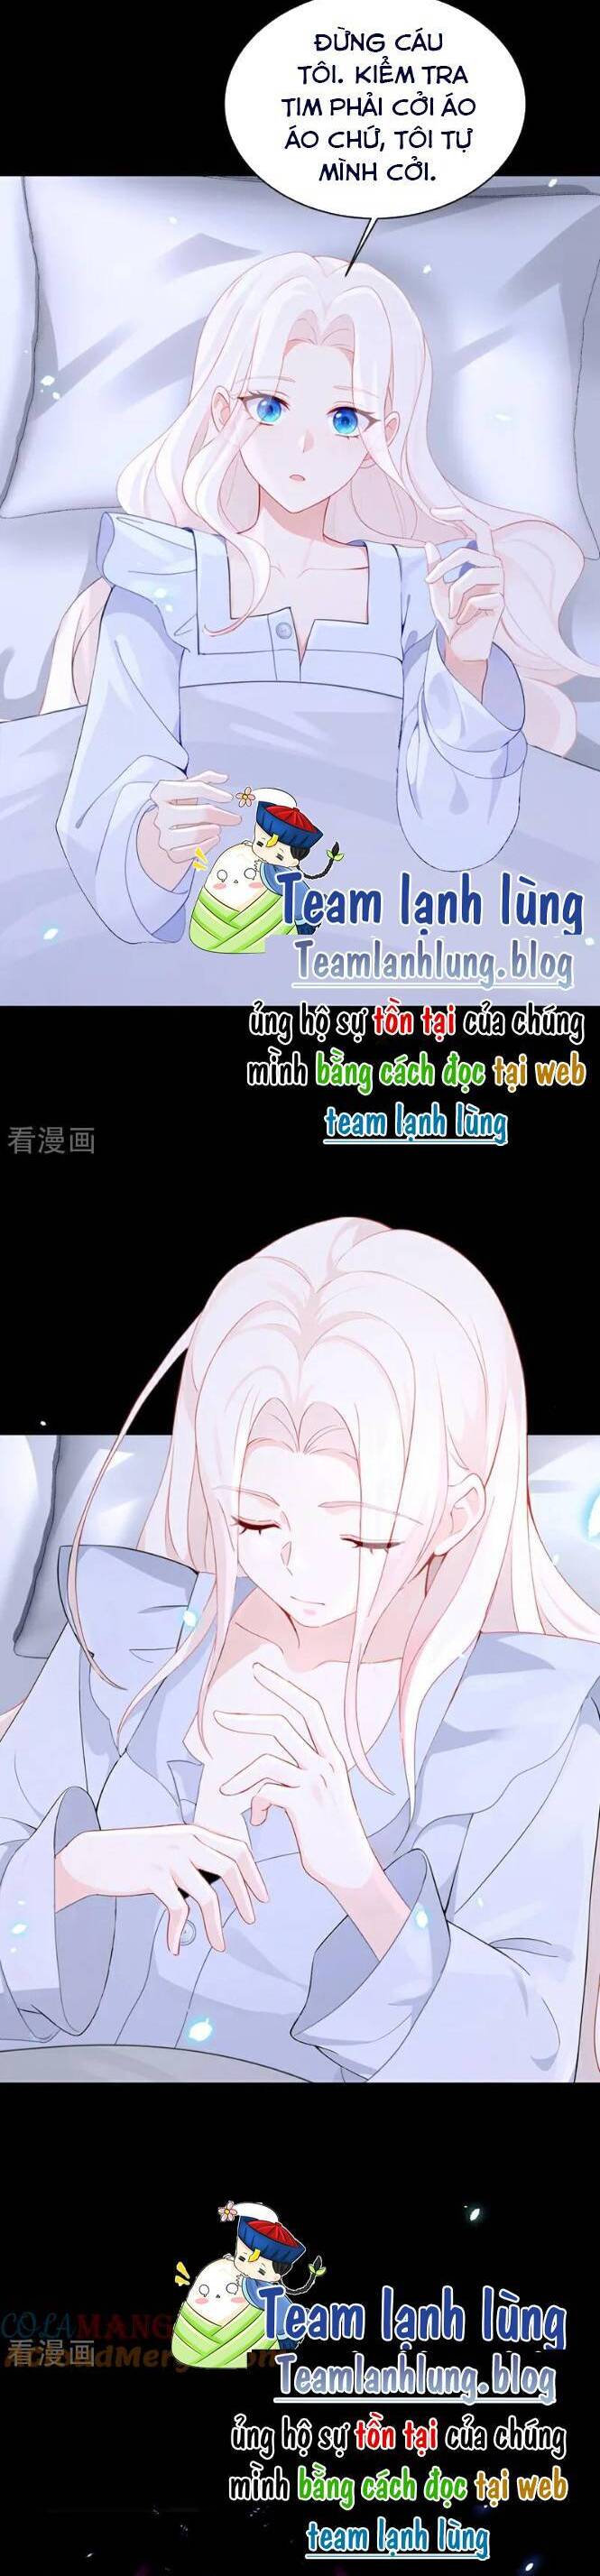 ĐỪNG CÁU
TÔI. KIỂM TRA
TIM PHẢI CỞI ÁO
ÁO CHỨ, TÔI TỰ
MÌNH CỞI.
Team lạnh lùng
Teamlanhlung.blog
ủng hộ sự tồn tại của chúng
mình bằng cách đọc tại web
team lạnh lùng
看漫画
COLAMANG
看漫画
Team lạnh lùng
Teamlanhlung.blog
ủng hộ sự tồn tại của chúng
mình bằng cách đọc tại web
team lạnh lùng